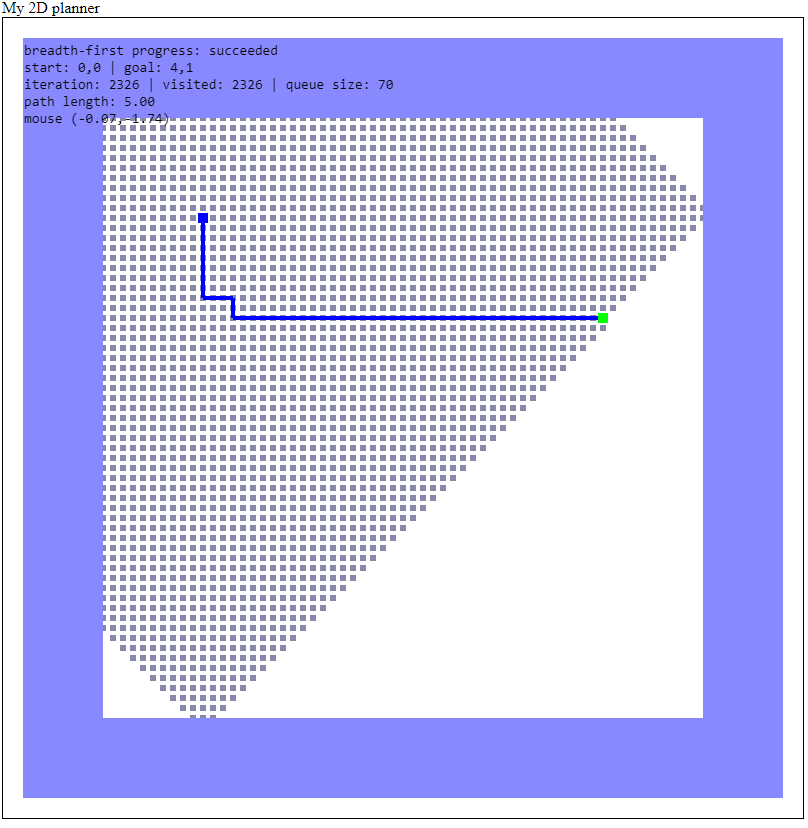 My 2D planner
breadth-first progress: succeeded
start: 0,0 | goal: 4,1
iteration: 2326 | visited: 2326 | queue size: 70
path length: 5.00
mouse (-0.07,-1.74)